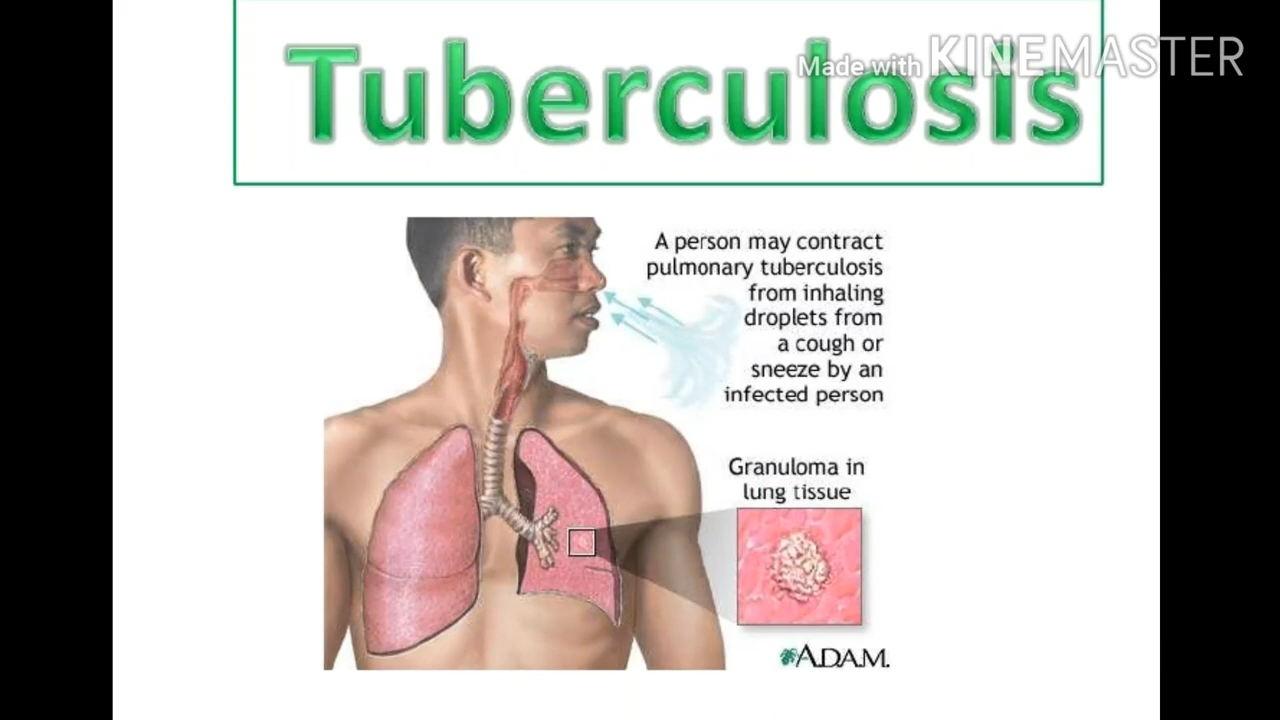 Tuberculosis
Made with KINEMASTER
A person may contract
pulmonary tuberculosis
from inhaling
droplets from
a cough or
sneeze by an
infected person
Granuloma in
lung tissue
A.D.A.M.